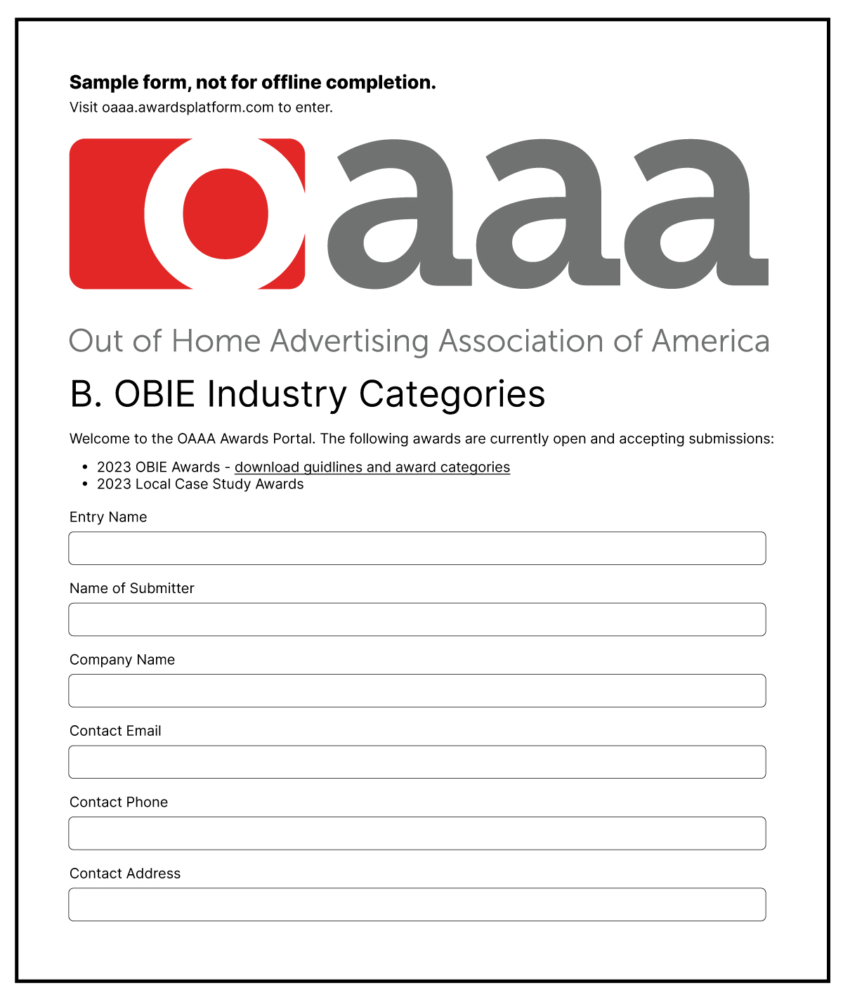 Sample form, not for offline completion.
Visit oaaa.awardsplatform.com to enter.
oaaa
Out of Home Advertising Association of America
B. OBIE Industry Categories
Welcome to the OAAA Awards Portal. The following awards are currently open and accepting submissions:
• 2023 OBIE Awards - download guidlines and award categories
• 2023 Local Case Study Awards
Entry Name
Name of Submitter
Company Name
Contact Email
Contact Phone
Contact Address